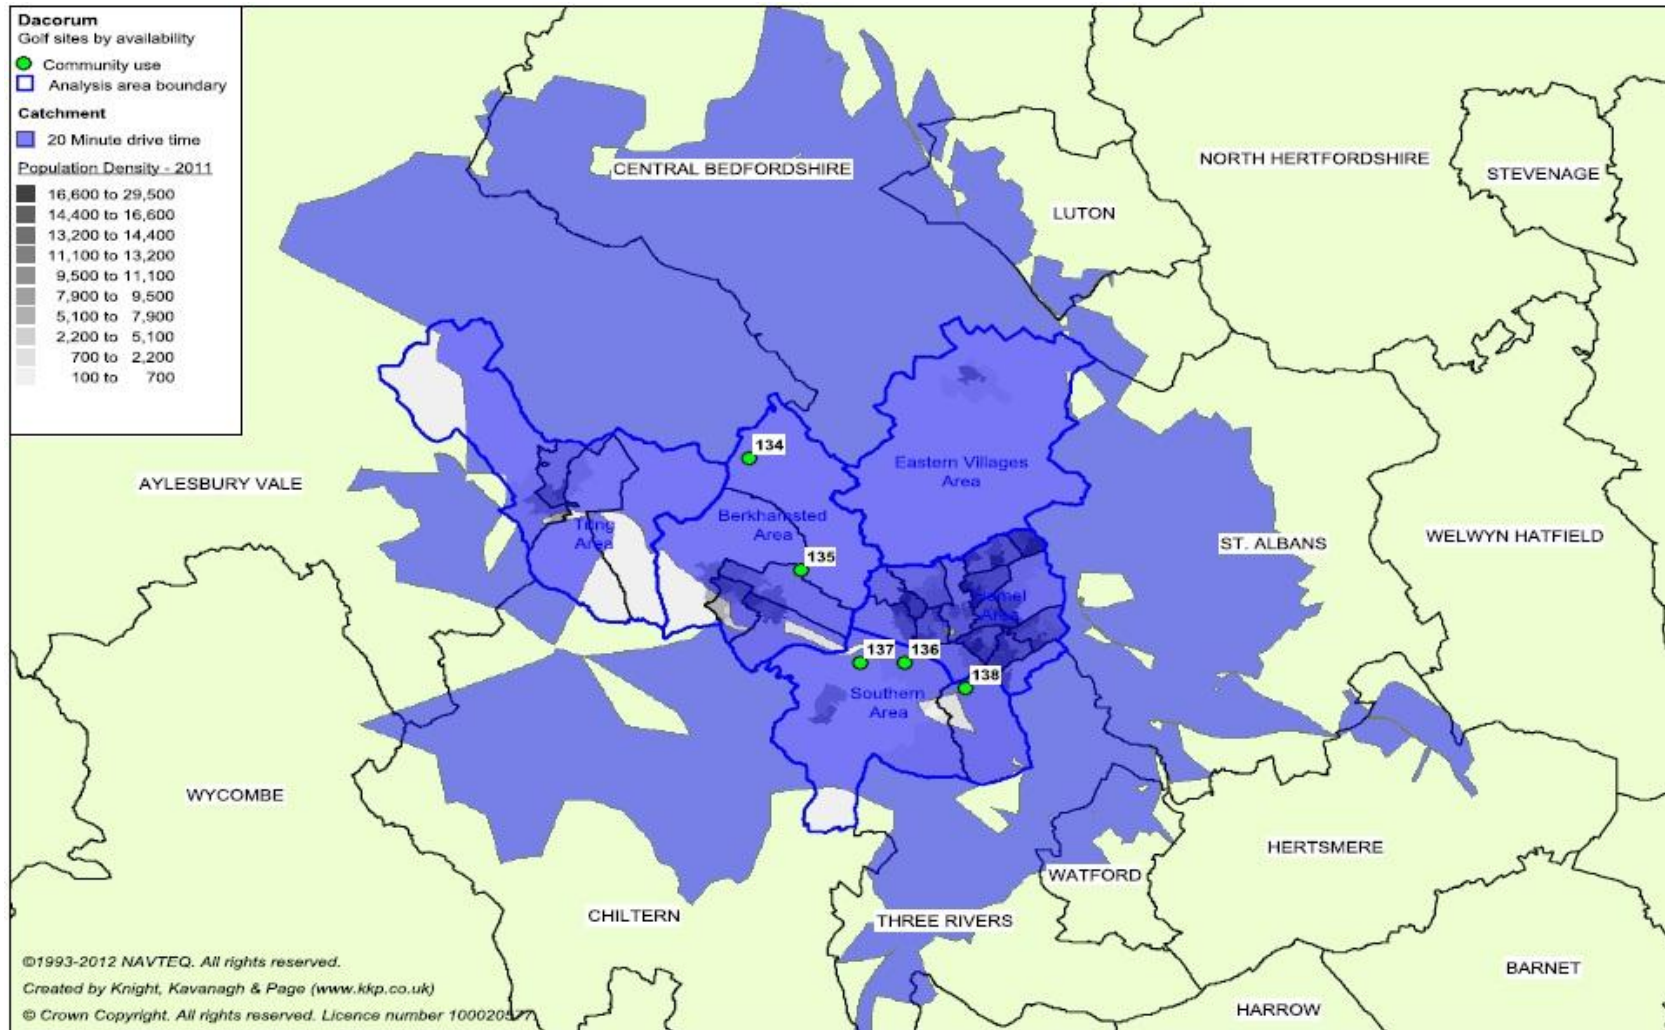 Dacorum
Golf sites by availability
Community use
Analysis area boundary
Catchment
20 Minute drive time
Population Density - 2011
16,600 to 29,500
14,400 to 16,600
13,200 to 14,400
11,100 to 13,200
9,500 to 11,100
7,900 to 9,500
5,100 to 7,900
2,200 to 5,100
700 to 2,200
100 to 700
CENTRAL BEDFORDSHIRE
NORTH HERTFORDSHIRE
STEVENAGE
LUTON
134
AYLESBURY VALE
Eastern Villages
Area
Berkhamsted
Area
Tring
Area
135
ST. ALBANS
WELWYN HATFIELD
Hemel
Area
137
136
138
Southern
Area
WYCOMBE
HERTSMERE
WATFORD
CHILTERN
THREE RIVERS
BARNET
HARROW
©1993-2012 NAVTEQ. All rights reserved.
Created by Knight, Kavanagh & Page (www.kkp.co.uk)
© Crown Copyright. All rights reserved. Licence number 100020577